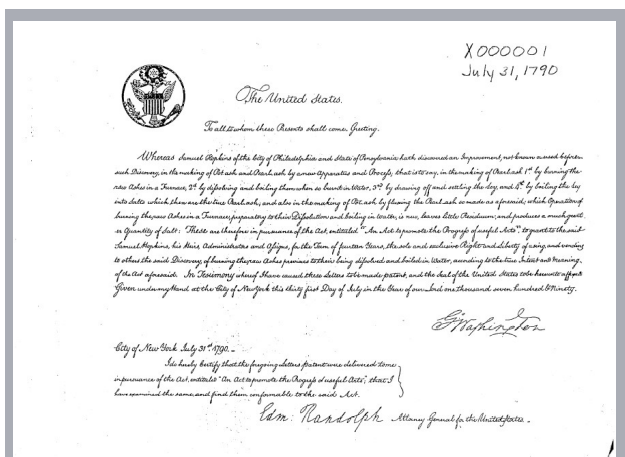 X000001
July 31, 1790
The United States.
To all to whom these Presents shall come, Greeting.
Whereas Samuel Hopkins of the City of Philadelphia and State of Pensylvania hath discovered an Improvement, not known or used before
such Discovery, in the making of Pot ash and Pearl ash by a new Apparatus and Process, that is to say, in the making of Pearl ash 1st by burning the
raw Ashes in a Furnace, 2d by dissolving and boiling them when so burnt in Water, 3rd by drawing off and settling the ley, and 4th by boiling the ley
into salts which then are the true Pearl ash; and also in the making of Pot ash by fluxing the Pearl ash so made as aforesaid; which Operation of
burning the raw Ashes in a Furnace, preparatory to their Dissolution and boiling in Water, is new, leaves little Residuum; and produces a much great-
er Quantity of Salt: These are therefore in pursuance of the Act, entitled "An Act to promote the Progress of useful Arts", to grant to the said
Samuel Hopkins, his Heirs, Administrators and Assigns, for the Term of fourteen Years, the sole and exclusive Right and Liberty of using, and vending
to others the said Discovery, of burning the raw Ashes previous to their being dissolved and boiled in Water, according to the true Intent and Meaning
of the Act aforesaid. In Testimony whereof I have caused these Letters to be made patent, and the Seal of the United States to be hereunto affixed
Given under my Hand at the City of New York this thirty first Day of July in the Year of our Lord one thousand seven hundred & Ninety.
G Washington
City of New York July 31st 1790. -
I do hereby Certify that the foregoing Letters patent were delivered to me
in pursuance of the Act, entitled "An Act to promote the Progress of useful Arts"; that I
have examined the same, and find them conformable to the said Act.
Edm: Randolph Attorney General for the United States.